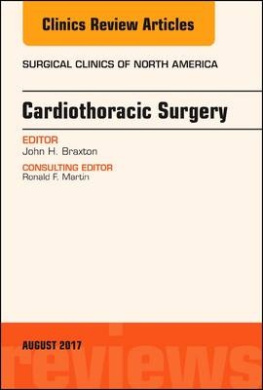 Clinics Review Articles
SURGICAL CLINICS OF NORTH AMERICA
Cardiothoracic Surgery
EDITOR
John H. Braxton
CONSULTING EDITOR
Ronald F. Martin
AUGUST 2017
reviews